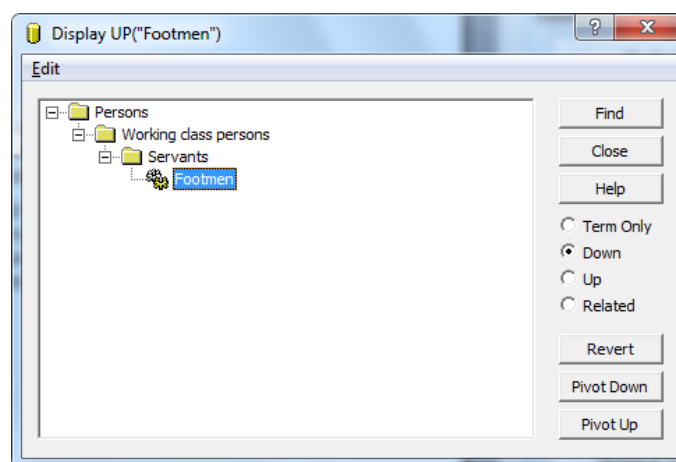 Display UP("Footmen")
?
X
Edit
Persons
Working class persons
Servants
Footmen
Find
Close
Help
Term Only
Down
Up
Related
Revert
Pivot Down
Pivot Up